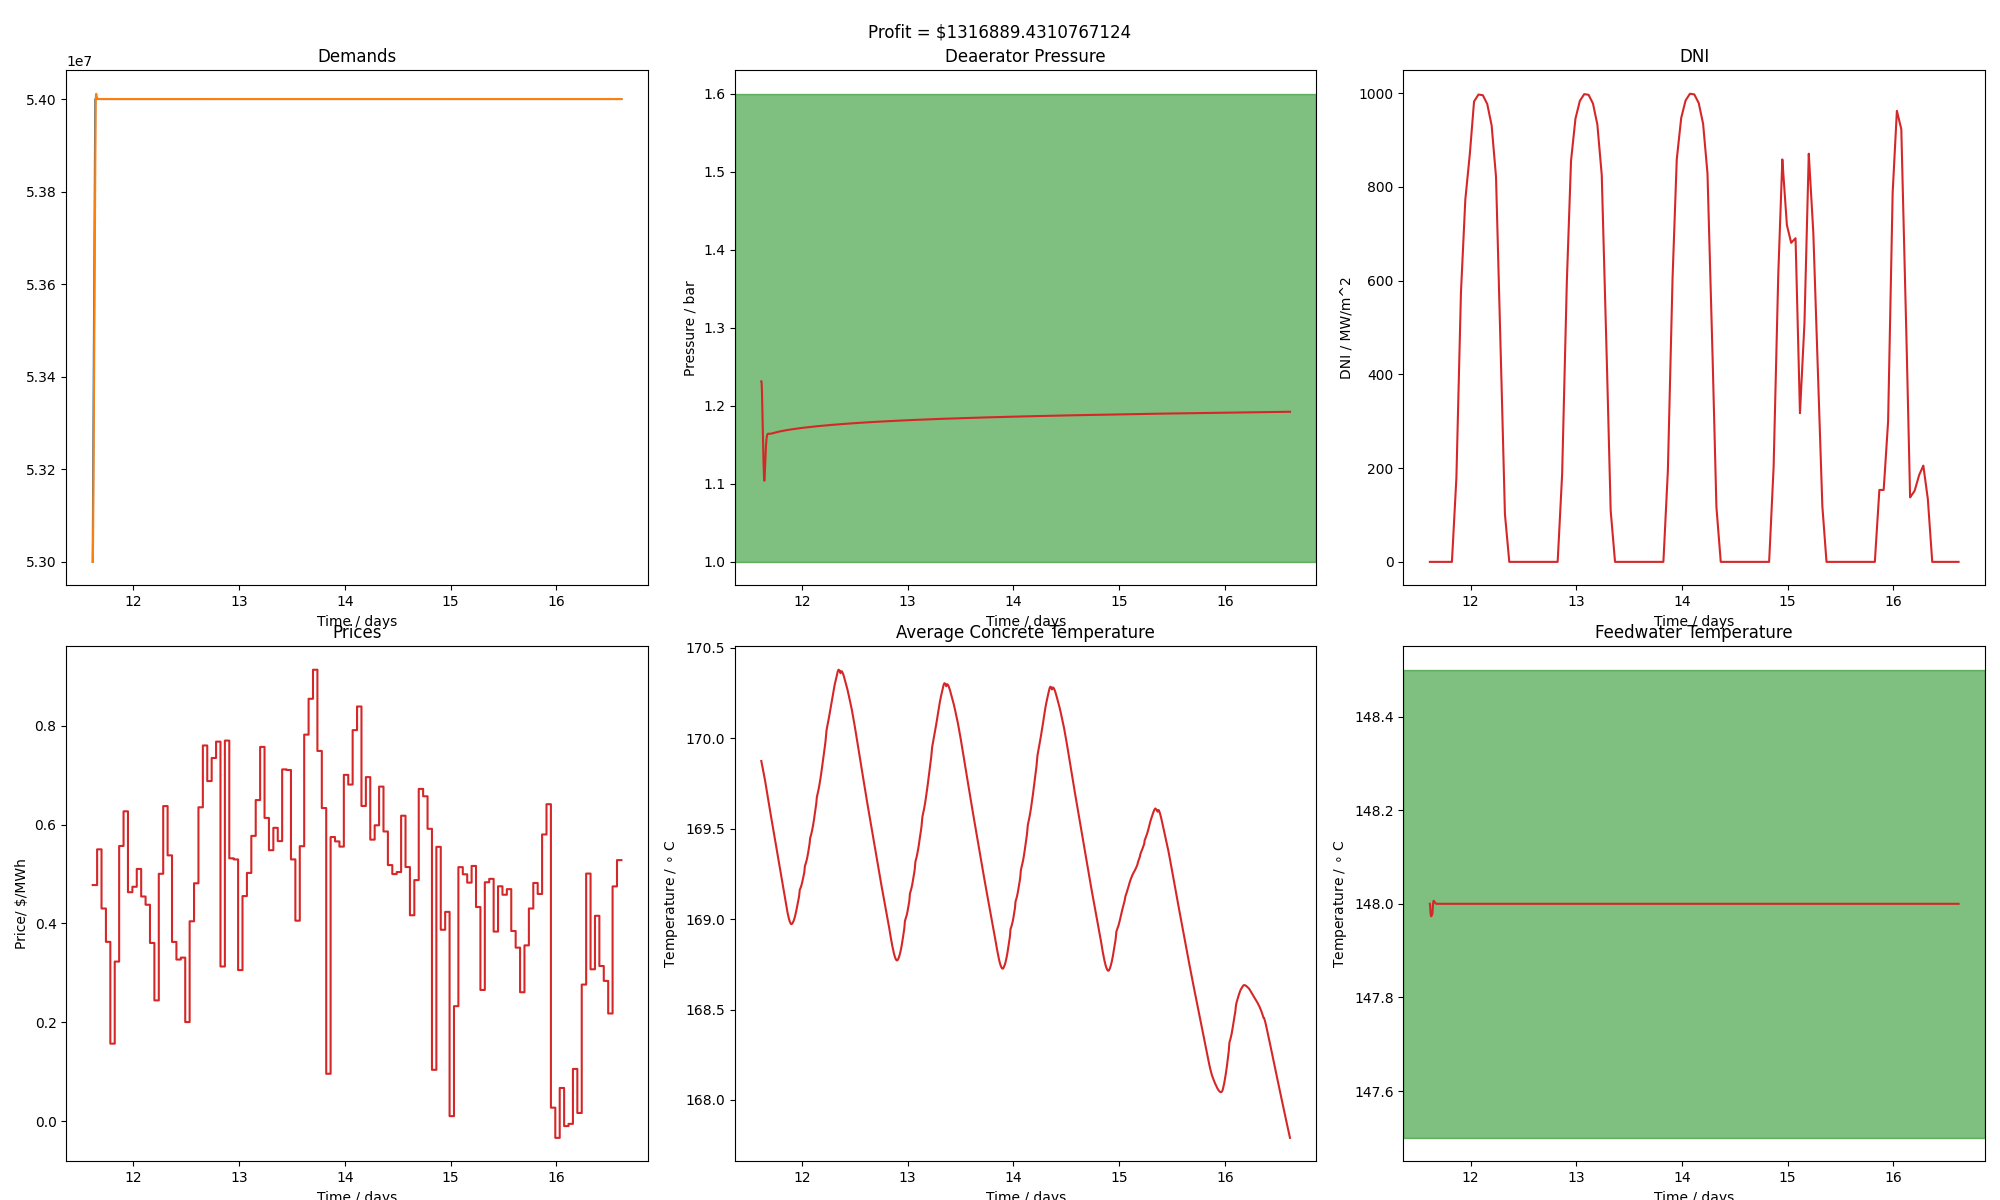 Profit = $1316889.4310767124
Demands
1e7
5.40
5.38
5.36
5.34
5.32
5.30
12 13 14 15 16
Time / days
Deaerator Pressure
Pressure / bar
1.6
1.5
1.4
1.3
1.2
1.1
1.0
12 13 14 15 16
Time / days
DNI
DNI / MW/m^2
1000
800
600
400
200
0
12 13 14 15 16
Time / days
Prices
Price/ $/MWh
0.8
0.6
0.4
0.2
0.0
12 13 14 15 16
Time / days
Average Concrete Temperature
Temperature / ∘ C
170.5
170.0
169.5
169.0
168.5
168.0
12 13 14 15 16
Time / days
Feedwater Temperature
Temperature / ∘ C
148.4
148.2
148.0
147.8
147.6
12 13 14 15 16
Time / days